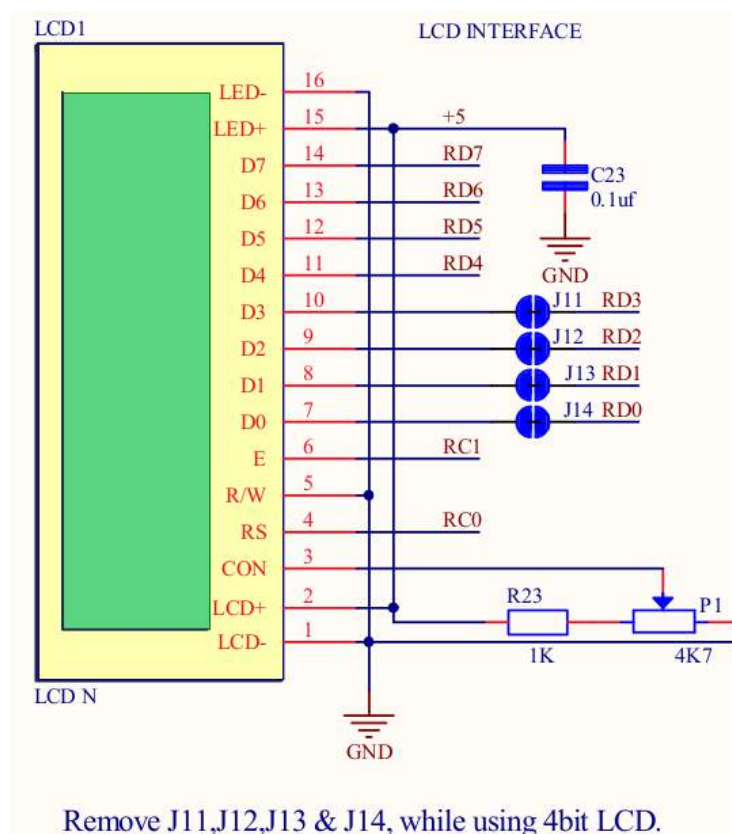 LCD1
LCD INTERFACE
LED- 16
LED+ 15 +5
D7 14 RD7
C23
D6 13 RD6
0.1uf
D5 12 RD5
D4 11 RD4
GND
D3 10 J11 RD3
D2 9 J12 RD2
D1 8 J13 RD1
D0 7 J14 RD0
E 6 RC1
R/W 5
RS 4 RC0
CON 3
LCD+ 2 R23 P1
LCD- 1 1K 4K7
LCD N
GND
Remove J11,J12,J13 & J14, while using 4bit LCD.